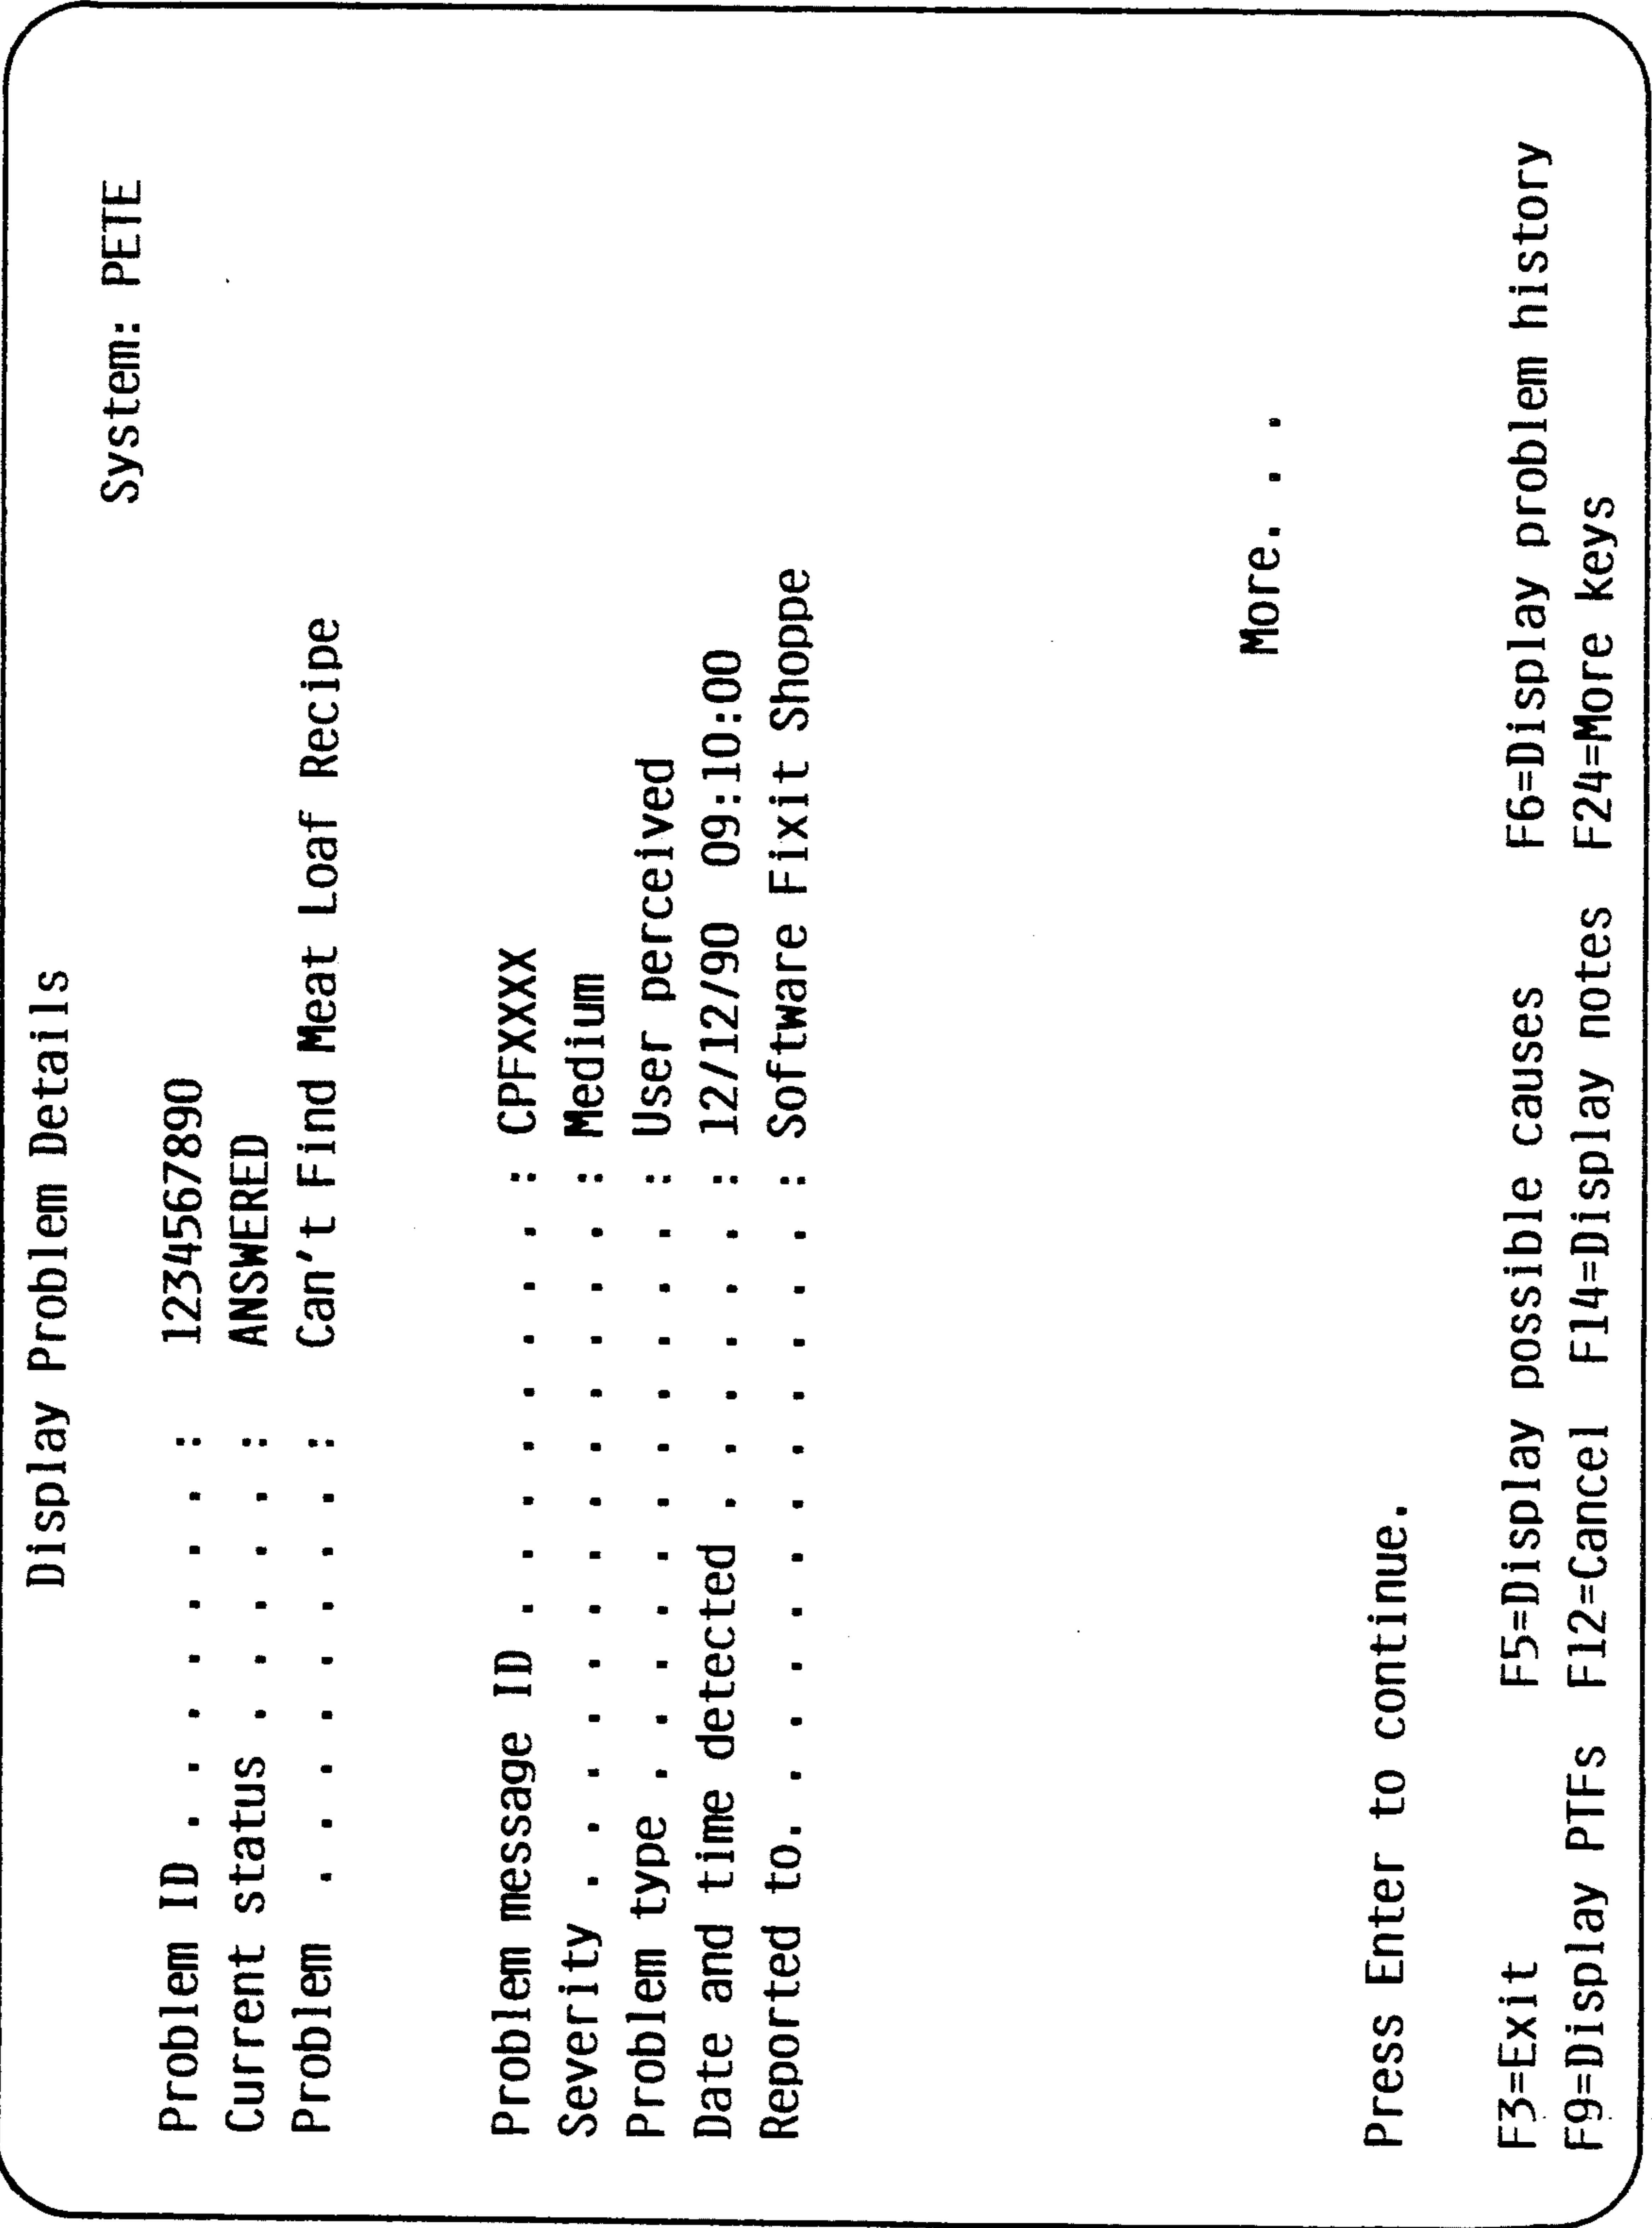 Display Problem Details
System: PETE
Problem ID . . . . . . . . : 1234567890
Current status . . . . . . : ANSWERED
Problem . . . . . . . . . : Can't Find Meat Loaf Recipe
Problem message ID . . . . . . . . : CPFXXXX
Severity . . . . . . . . . . . . . : Medium
Problem type . . . . . . . . . . . : User perceived
Date and time detected . . . . . . : 12/12/90 09:10:00
Reported to. . . . . . . . . . . . : Software Fixit Shoppe
More. . .
Press Enter to continue.
F3=Exit F5=Display possible causes F6=Display problem history
F9=Display PTFs F12=Cancel F14=Display notes F24=More keys